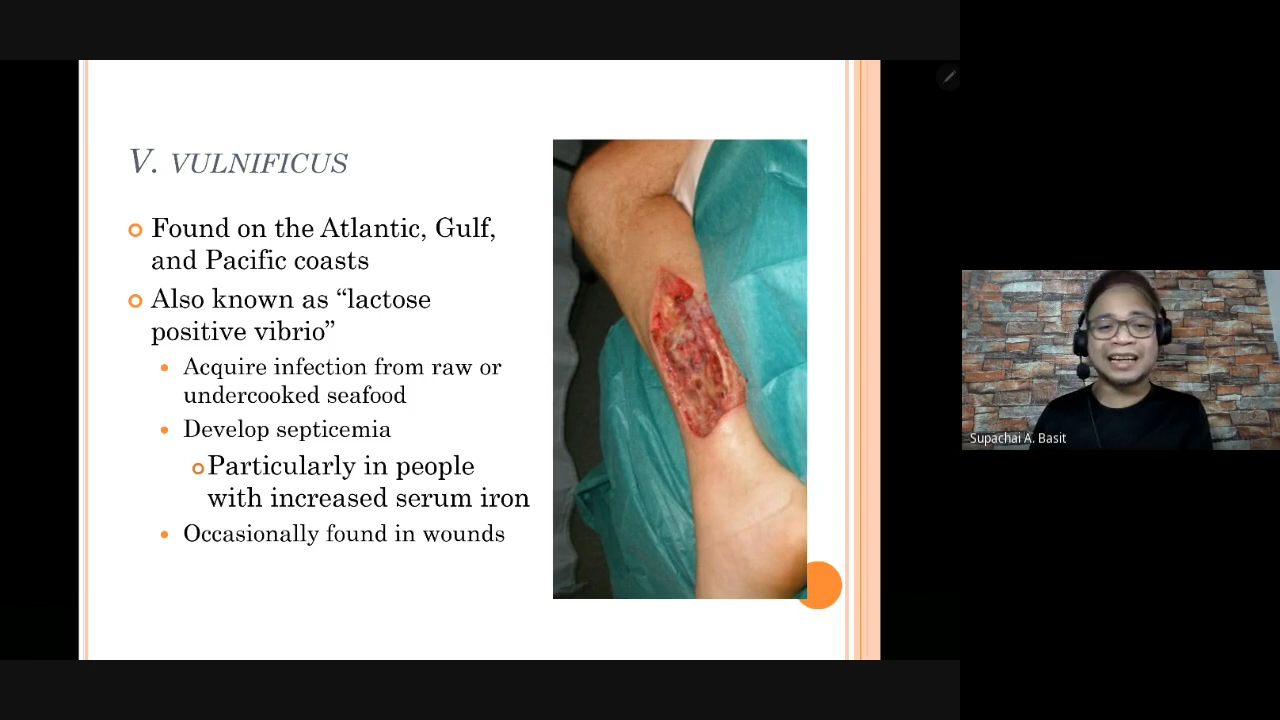 V. VULNIFICUS
Found on the Atlantic, Gulf,
and Pacific coasts
Also known as “lactose
positive vibrio”
Acquire infection from raw or
undercooked seafood
Develop septicemia
Particularly in people
with increased serum iron
Occasionally found in wounds
Supachai A. Basit